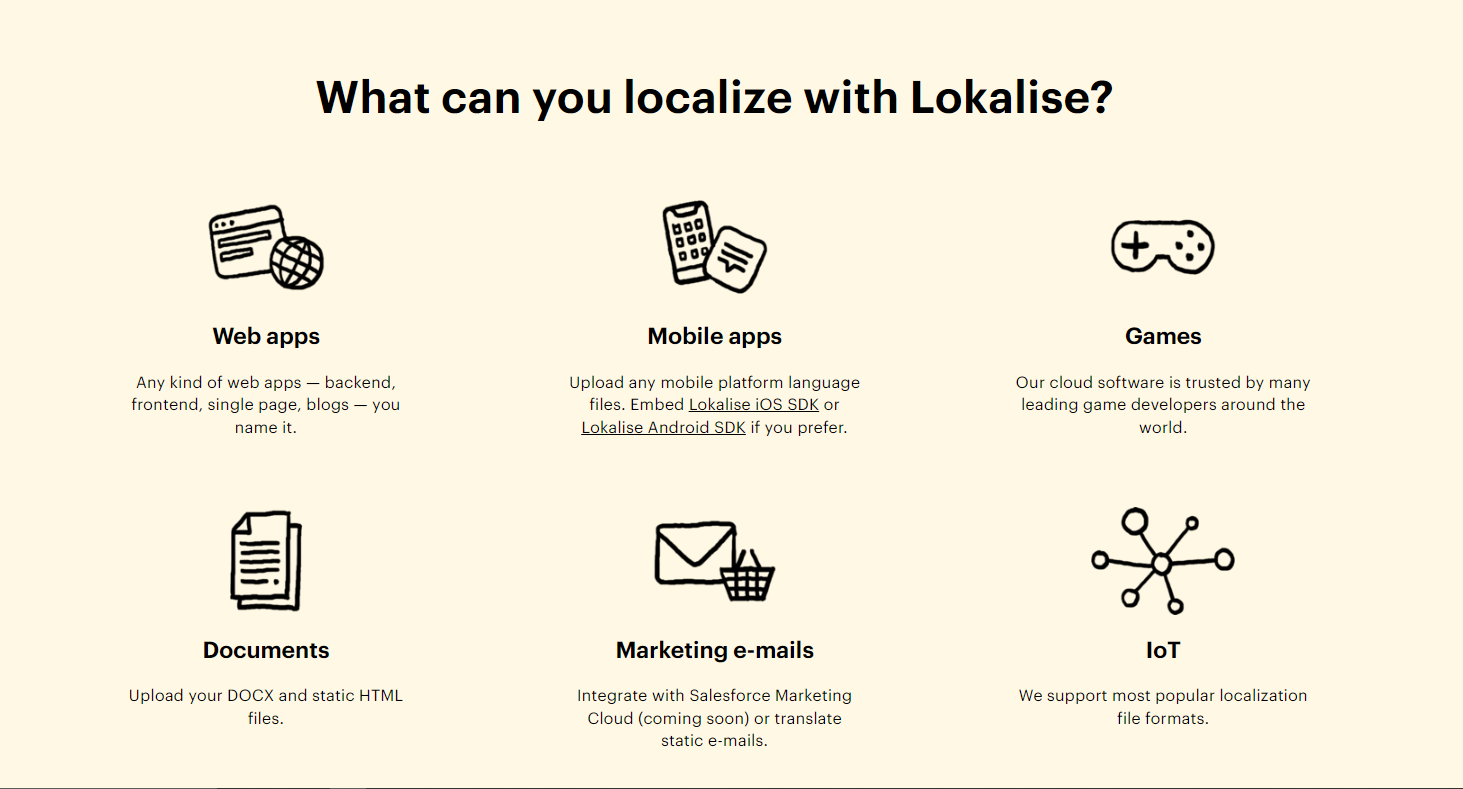 What can you localize with Lokalise?
Web apps
Any kind of web apps — backend,
frontend, single page, blogs — you
name it.
Mobile apps
Upload any mobile platform language
files. Embed Lokalise iOS SDK or
Lokalise Android SDK if you prefer.
Games
Our cloud software is trusted by many
leading game developers around the
world.
Documents
Upload your DOCX and static HTML
files.
Marketing e-mails
Integrate with Salesforce Marketing
Cloud (coming soon) or translate
static e-mails.
IoT
We support most popular localization
file formats.